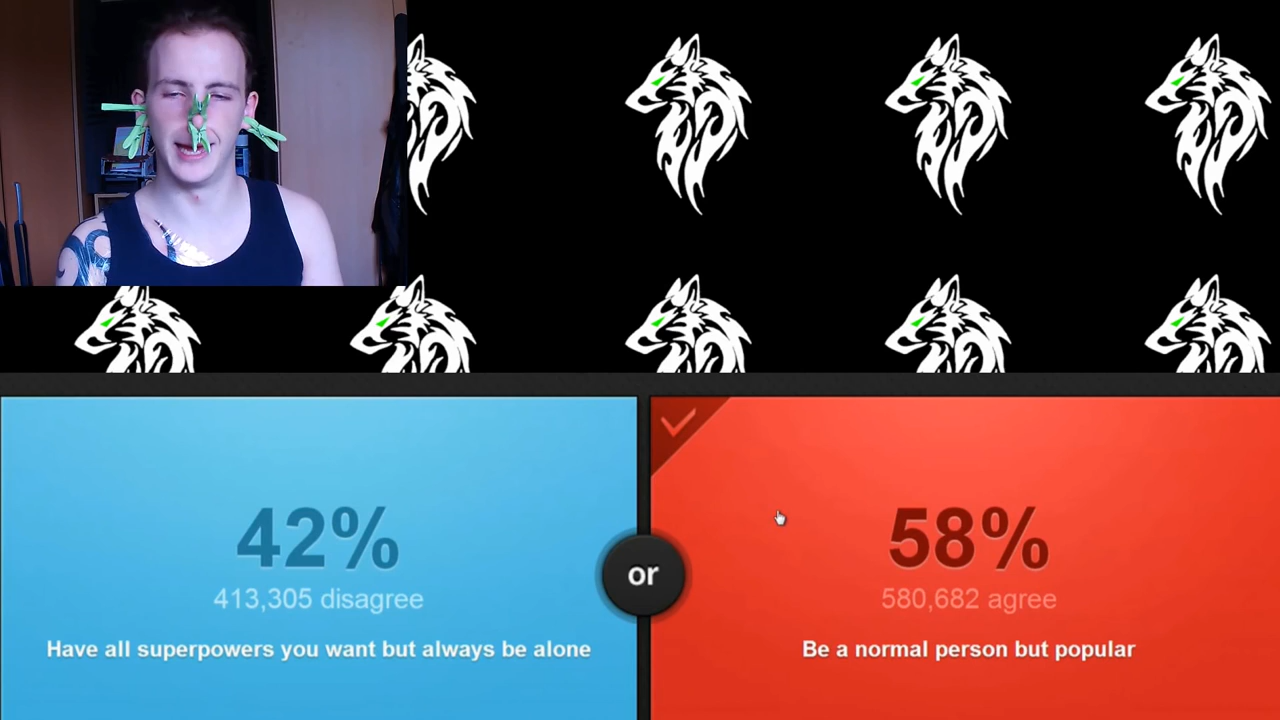 42%
413,305 disagree
Have all superpowers you want but always be alone
or
58%
580,682 agree
Be a normal person but popular